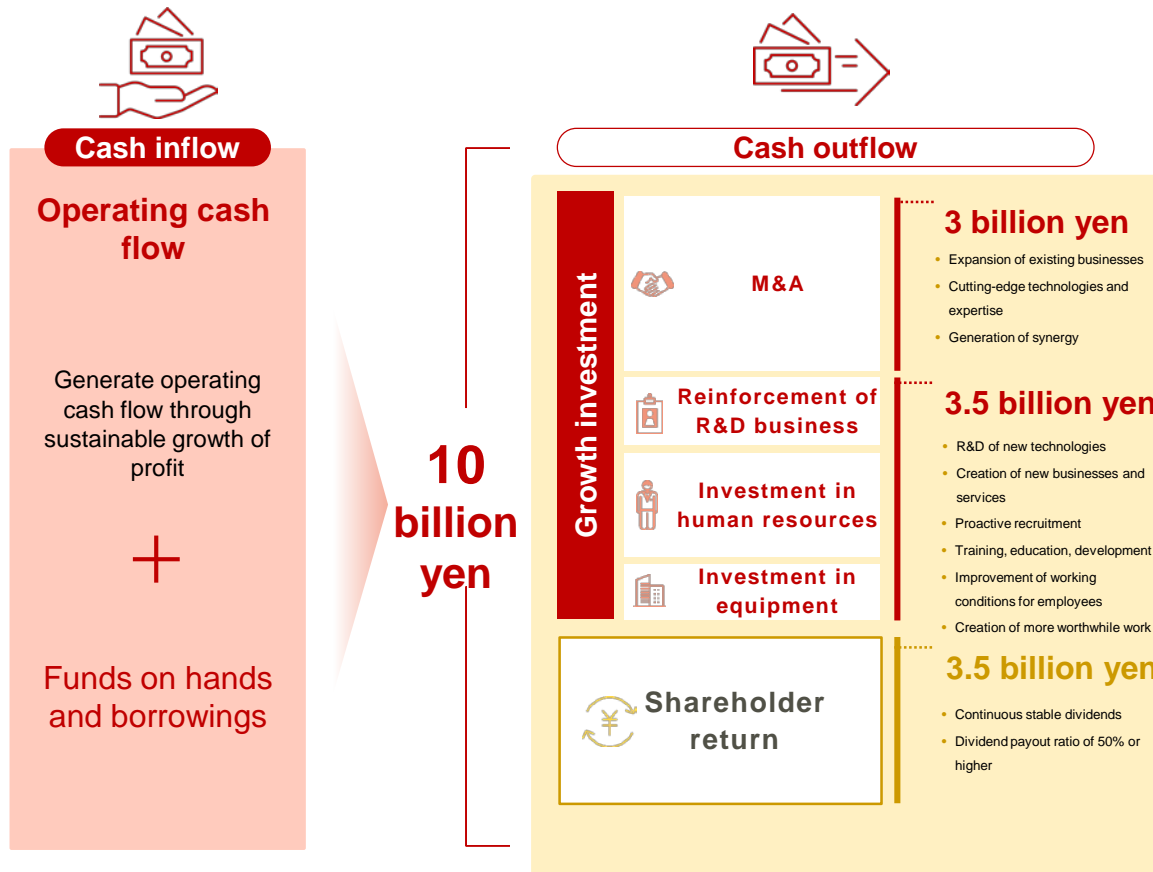 Cash inflow
Operating cash
flow
Generate operating
cash flow through
sustainable growth of
profit
+
Funds on hands
and borrowings
10
billion
yen
Cash outflow
Growth investment
M&A
3 billion yen
• Expansion of existing businesses
• Cutting-edge technologies and
expertise
• Generation of synergy
Reinforcement of
R&D business
Investment in
human resources
Investment in
equipment
3.5 billion yen
• R&D of new technologies
• Creation of new businesses and
services
• Proactive recruitment
• Training, education, development
• Improvement of working
conditions for employees
• Creation of more worthwhile work
¥
Shareholder
return
3.5 billion yen
• Continuous stable dividends
• Dividend payout ratio of 50% or
higher